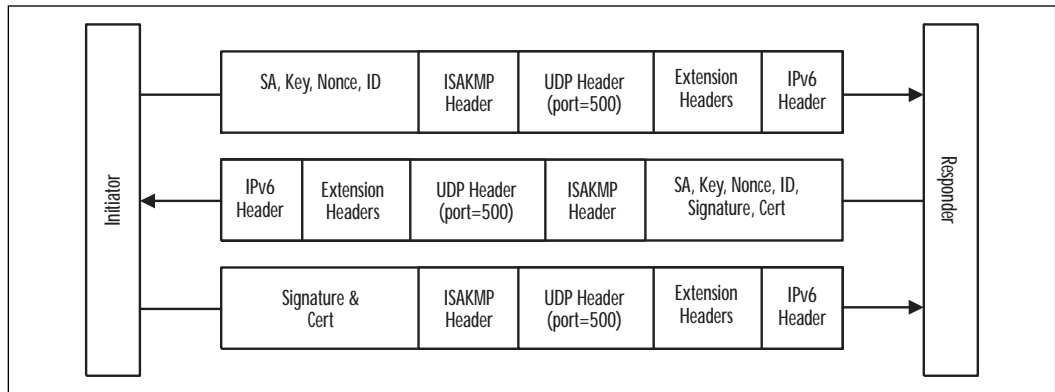 Initiator
SA, Key, Nonce, ID
ISAKMP
Header
UDP Header
(port=500)
Extension
Headers
IPv6
Header
IPv6
Header
Extension
Headers
UDP Header
(port=500)
ISAKMP
Header
SA, Key, Nonce, ID,
Signature, Cert
Signature &
Cert
ISAKMP
Header
UDP Header
(port=500)
Extension
Headers
IPv6
Header
Responder